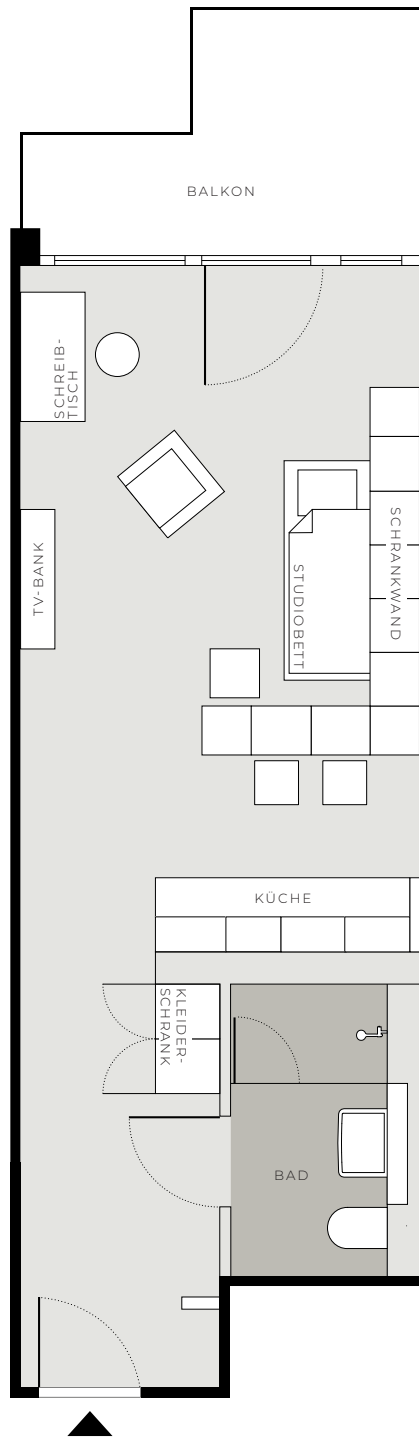 BALKON
SCHREIB-
TISCH
TV-BANK
SCHRANKWAND
STUDIOBETT
KÜCHE
KLEIDER-
SCHRANK
BAD